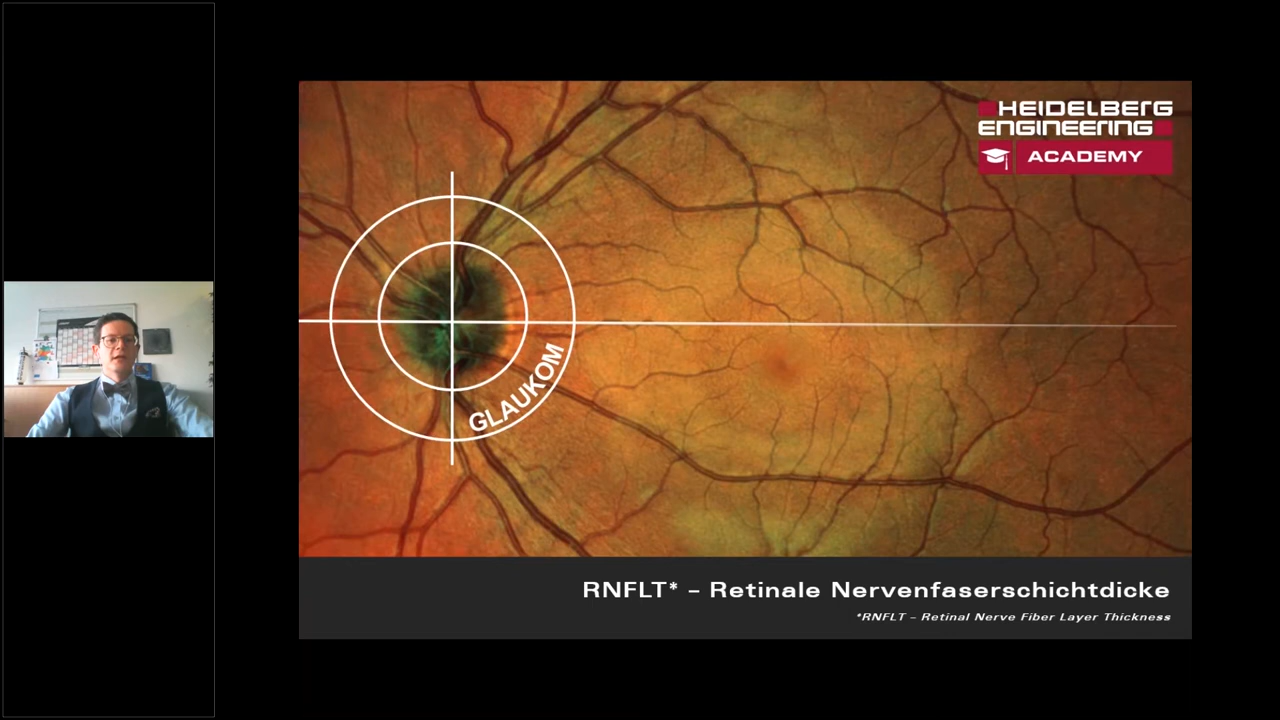 HEIDELBERG
ENGINEERING
ACADEMY
GLAUKOM
RNFLT* – Retinale Nervenfaserschichtdicke
*RNFLT – Retinal Nerve Fiber Layer Thickness